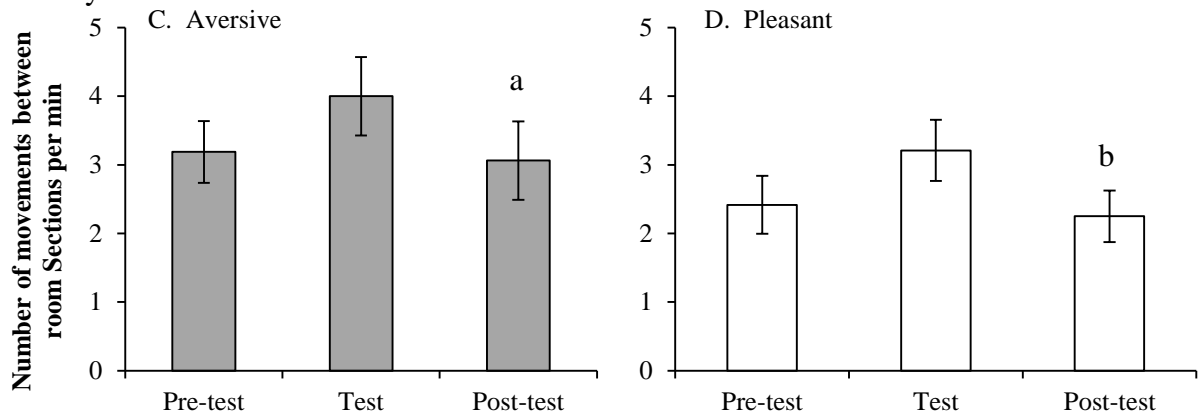 C. Aversive
D. Pleasant
Number of movements between
room Sections per min
5
4
3
2
1
0
a
Pre-test
Test
Post-test
5
4
3
2
1
0
b
Pre-test
Test
Post-test